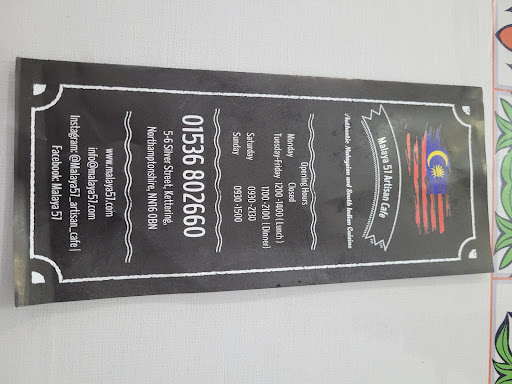 Malaya 51 Artisan Cafe
Authentic Malaysian and South Indian Cuisine
Opening Hours
Monday Closed
Tuesday-Friday 1200 -1400 ( Lunch )
1700 -2100 ( Dinner)
Saturday 0930-2130
Sunday 0930-1500
01536 802660
5-6 Silver Street, Kettering,
Northamptonshire, NN16 0BN
www.malaya51.com
info@malaya51.com
Instagram @Malaya51_artisan_cafe |
Facebook: Malaya 51